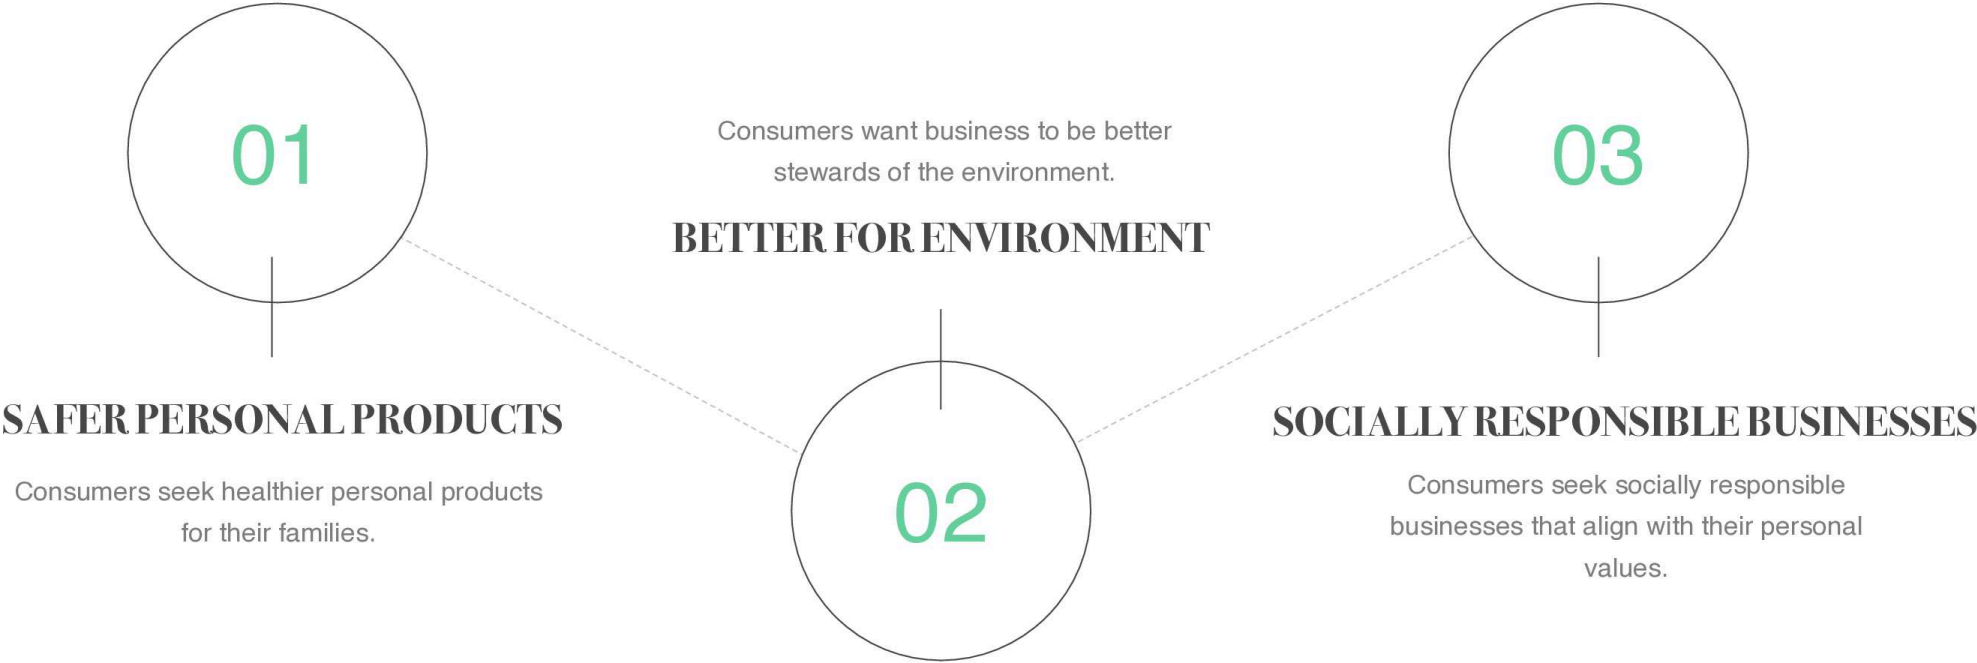 01
SAFER PERSONAL PRODUCTS
Consumers seek healthier personal products
for their families.
Consumers want business to be better
stewards of the environment.
BETTER FOR ENVIRONMENT
02
03
SOCIALLY RESPONSIBLE BUSINESSES
Consumers seek socially responsible
businesses that align with their personal
values.